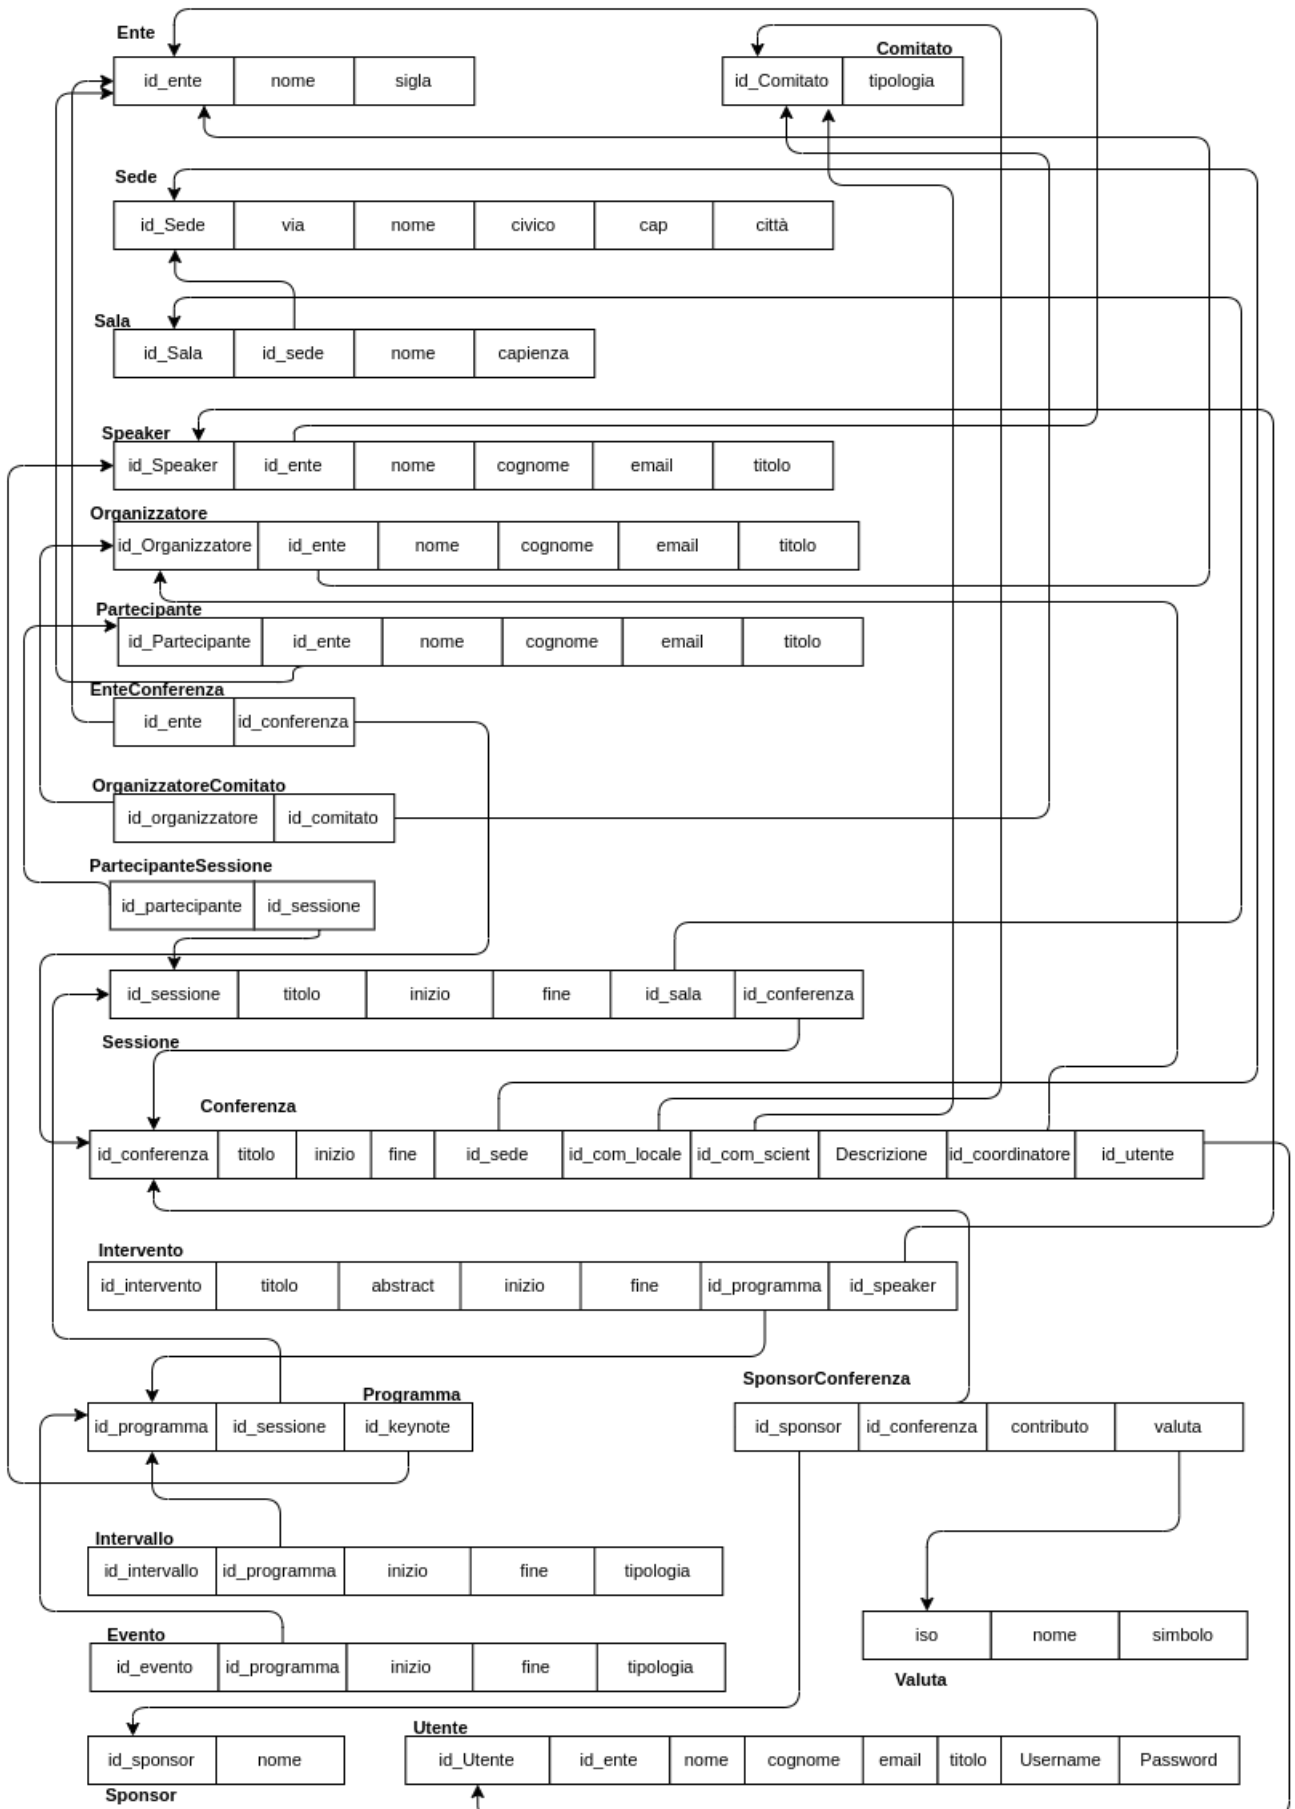 Ente
id_ente nome sigla
Comitato
id_Comitato tipologia
Sede
id_Sede via nome civico cap città
Sala
id_Sala id_sede nome capienza
Speaker
id_Speaker id_ente nome cognome email titolo
Organizzatore
id_Organizzatore id_ente nome cognome email titolo
Partecipante
id_Partecipante id_ente nome cognome email titolo
EnteConferenza
id_ente id_conferenza
OrganizzatoreComitato
id_organizzatore id_comitato
PartecipanteSessione
id_partecipante id_sessione
id_sessione titolo inizio fine id_sala id_conferenza
Sessione
Conferenza
id_conferenza titolo inizio fine id_sede id_com_locale id_com_scient Descrizione id_coordinatore id_utente
Intervento
id_intervento titolo abstract inizio fine id_programma id_speaker
Programma
id_programma id_sessione id_keynote
SponsorConferenza
id_sponsor id_conferenza contributo valuta
Intervallo
id_intervallo id_programma inizio fine tipologia
Evento
id_evento id_programma inizio fine tipologia
iso nome simbolo
Valuta
id_sponsor nome
Sponsor
Utente
id_Utente id_ente nome cognome email titolo Username Password